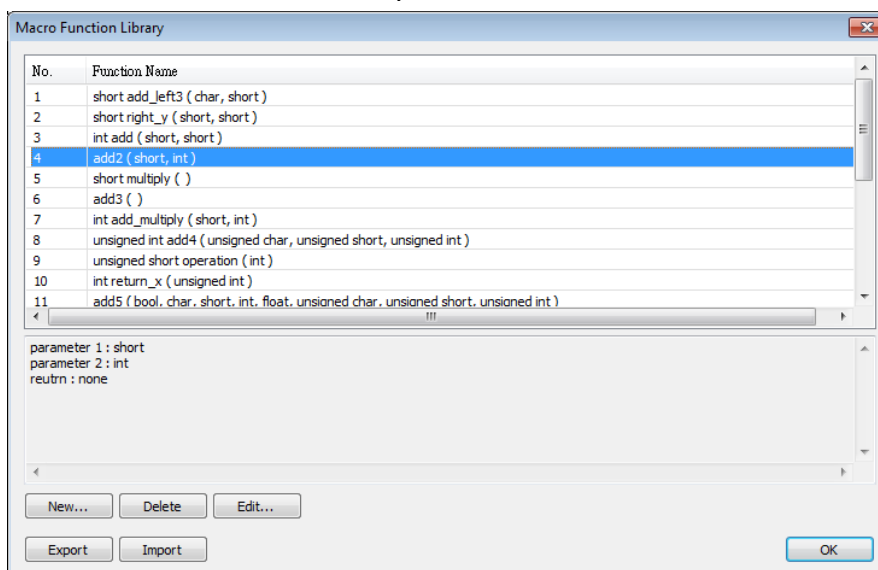 Macro Function Library
No. Function Name
1 short add_left3 ( char, short )
2 short right_y ( short, short )
3 int add ( short, short )
4 add2 ( short, int )
5 short multiply ( )
6 add3 ( )
7 int add_multiply ( short, int )
8 unsigned int add4 ( unsigned char, unsigned short, unsigned int )
9 unsigned short operation ( int )
10 int return_x ( unsigned int )
11 add5 ( bool, char, short, int, float, unsigned char, unsigned short, unsigned int )
parameter 1 : short
parameter 2 : int
reutrn : none
New... Delete Edit...
Export Import OK